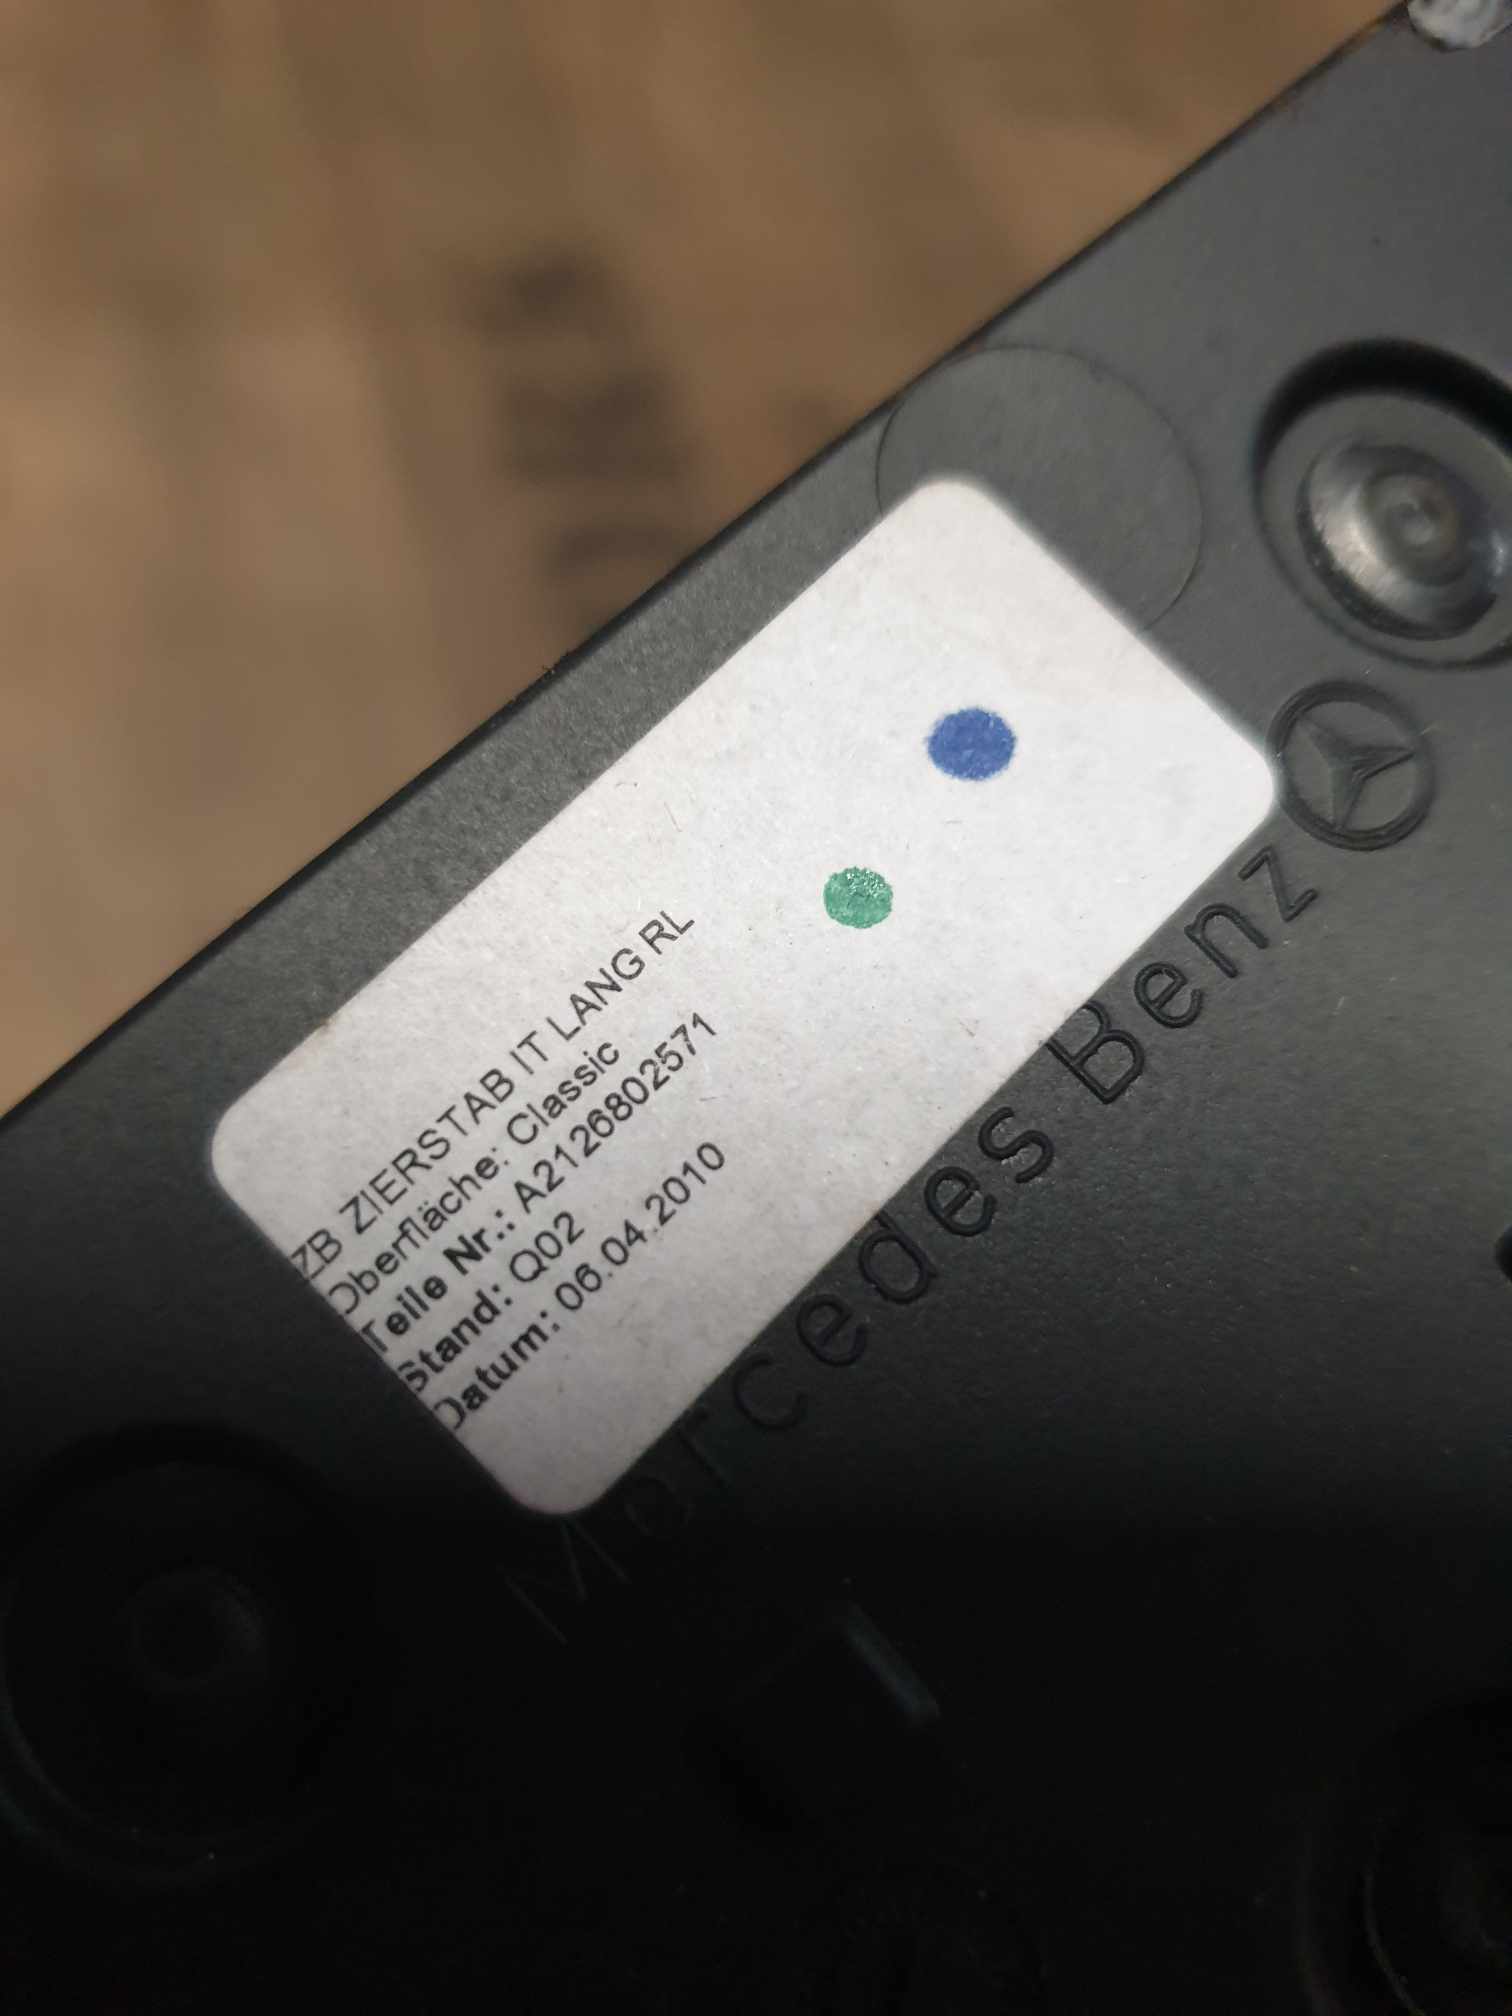 ZB ZIERSTAB IT LANG RL
Oberfläche: Classic
Teile Nr.: A2126802571
Stand: Q02
Datum: 06.04.2010
Mercedes Benz